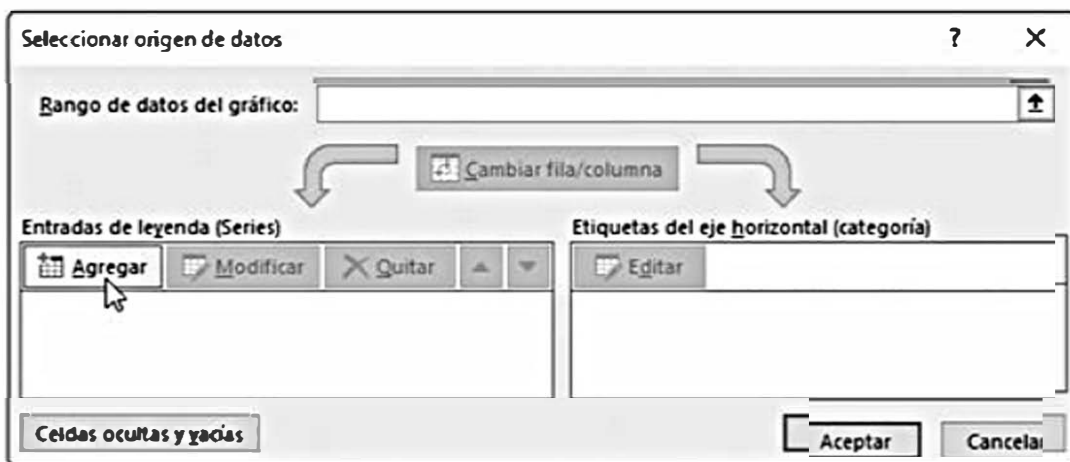 Seleccionar origen de datos ? X
Rango de datos del gráfico:
Cambiar fila/columna
Entradas de leyenda (Series)
Etiquetas del eje horizontal (categoría)
Agregar Modificar Quitar
Editar
Celdas ocultas y vacías
Aceptar Cancelar